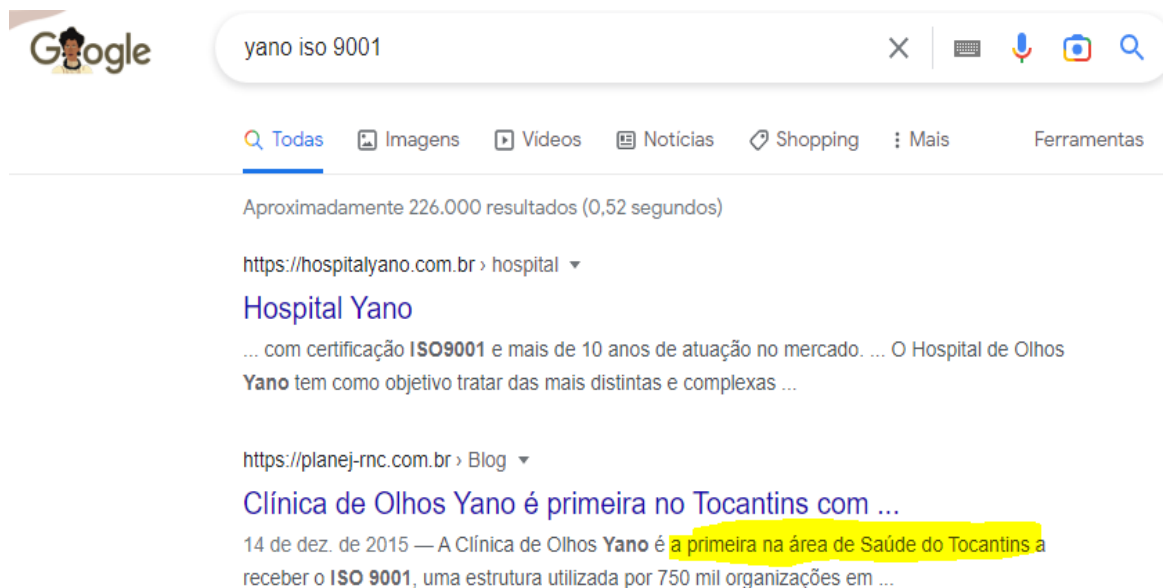 Google
yano iso 9001
Todas Imagens Vídeos Notícias Shopping Mais Ferramentas
Aproximadamente 226.000 resultados (0,52 segundos)
https://hospitalyano.com.br › hospital
Hospital Yano
... com certificação ISO9001 e mais de 10 anos de atuação no mercado. ... O Hospital de Olhos
Yano tem como objetivo tratar das mais distintas e complexas ...
https://planej-rnc.com.br › Blog
Clínica de Olhos Yano é primeira no Tocantins com ...
14 de dez. de 2015 — A Clínica de Olhos Yano é a primeira na área de Saúde do Tocantins a
receber o ISO 9001, uma estrutura utilizada por 750 mil organizações em ...